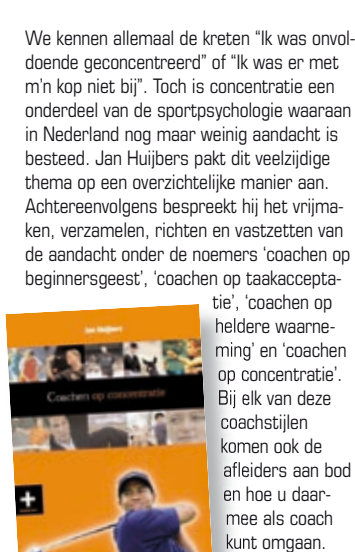 We kennen allemaal de kreten “Ik was onvol-
doende geconcentreerd” of “Ik was er met
m’n kop niet bij”. Toch is concentratie een
onderdeel van de sportpsychologie waaraan
in Nederland nog maar weinig aandacht is
besteed. Jan Huijbers pakt dit veelzijdige
thema op een overzichtelijke manier aan.
Achtereenvolgens bespreekt hij het vrijma-
ken, verzamelen, richten en vastzetten van
de aandacht onder de noemers ‘coachen op
beginnersgeest’, ‘coachen op taakaccepta-
tie’, ‘coachen op
heldere waarne-
ming’ en ‘coachen
op concentratie’.
Bij elk van deze
coachstijlen
komen ook de
afleiders aan bod
en hoe u daar-
mee als coach
kunt omgaan.
Jan Huijbers
Coachen op concentratie
+